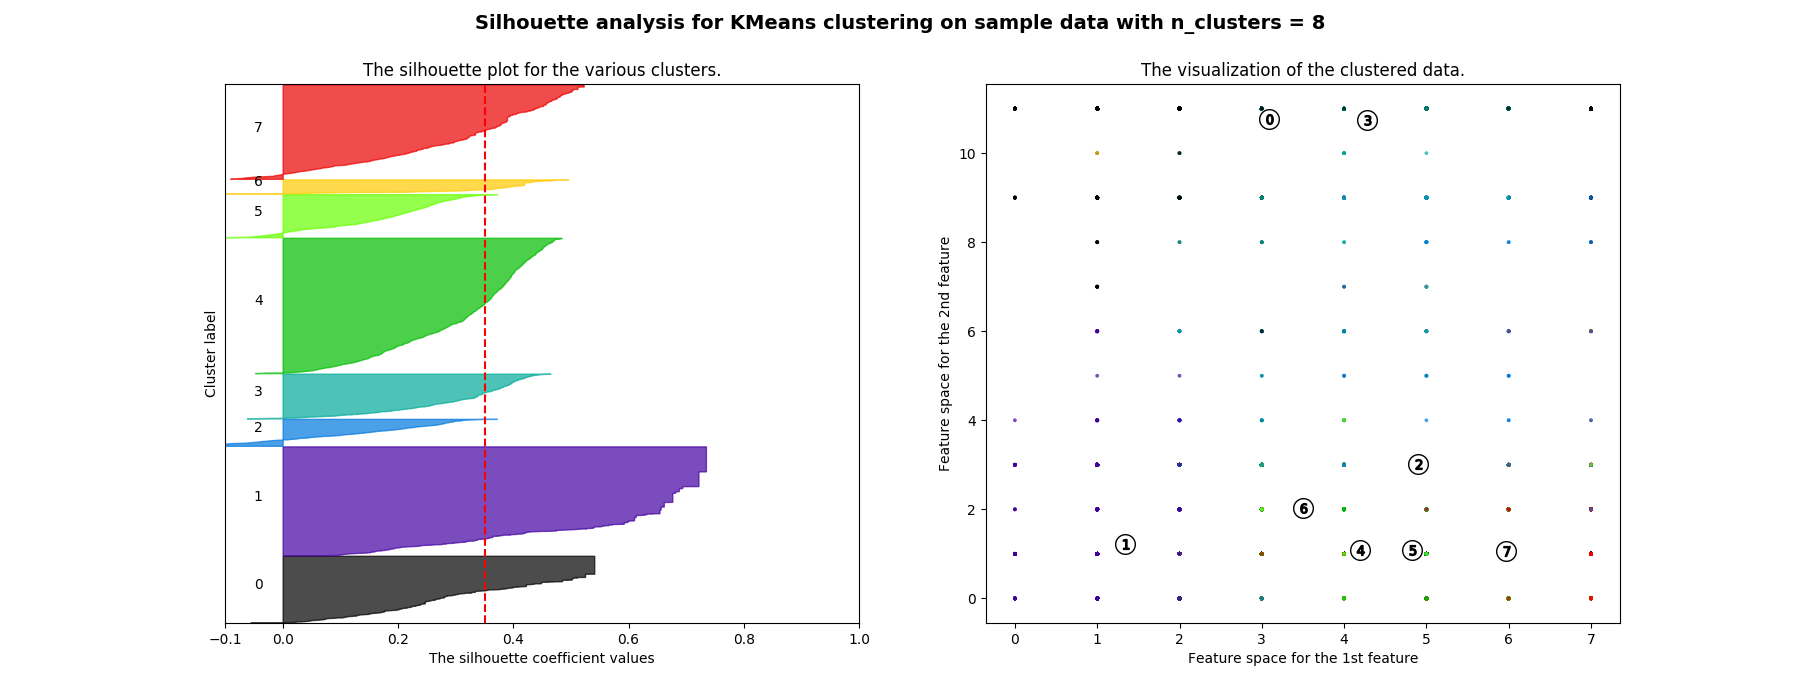 Silhouette analysis for KMeans clustering on sample data with n_clusters = 8
The silhouette plot for the various clusters.
7
6
5
4
3
2
1
0
Cluster label
−0.1 0.0 0.2 0.4 0.6 0.8 1.0
The silhouette coefficient values
The visualization of the clustered data.
10
8
6
4
2
0
Feature space for the 2nd feature
0 3
2
6
1 4 5 7
0 1 2 3 4 5 6 7
Feature space for the 1st feature